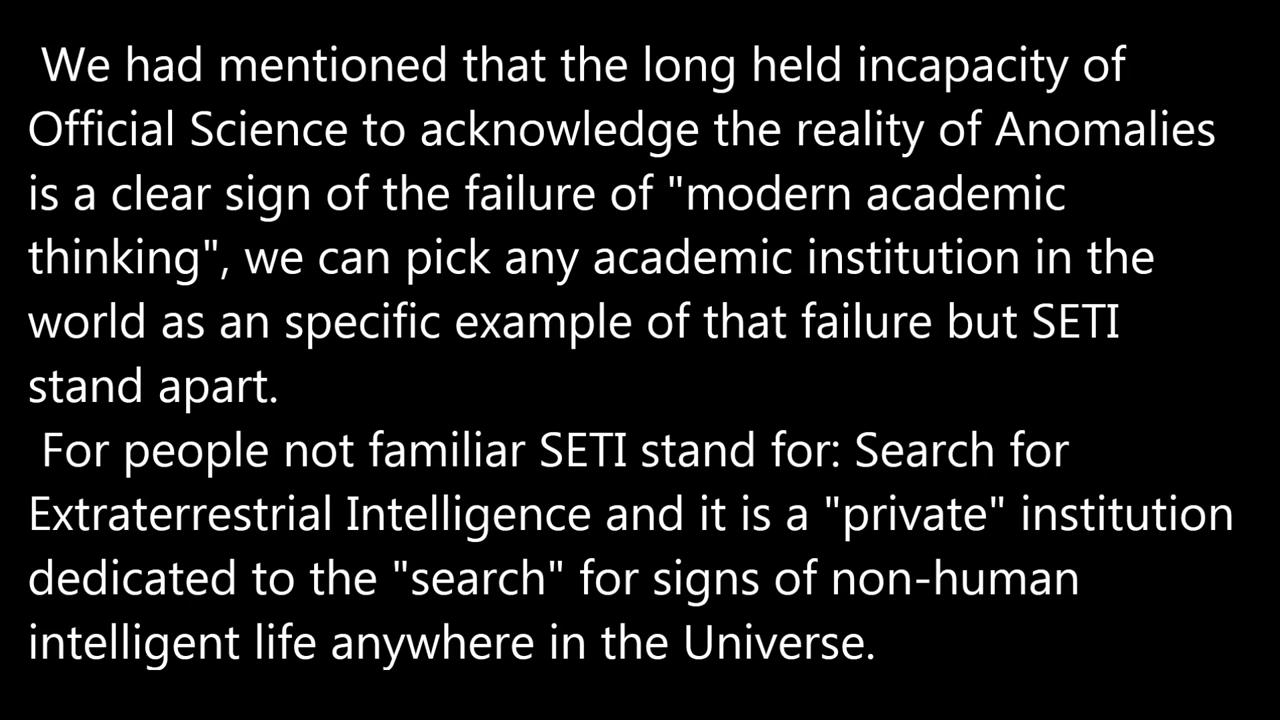 We had mentioned that the long held incapacity of
Official Science to acknowledge the reality of Anomalies
is a clear sign of the failure of "modern academic
thinking", we can pick any academic institution in the
world as an specific example of that failure but SETI
stand apart.
For people not familiar SETI stand for: Search for
Extraterrestrial Intelligence and it is a "private" institution
dedicated to the "search" for signs of non-human
intelligent life anywhere in the Universe.